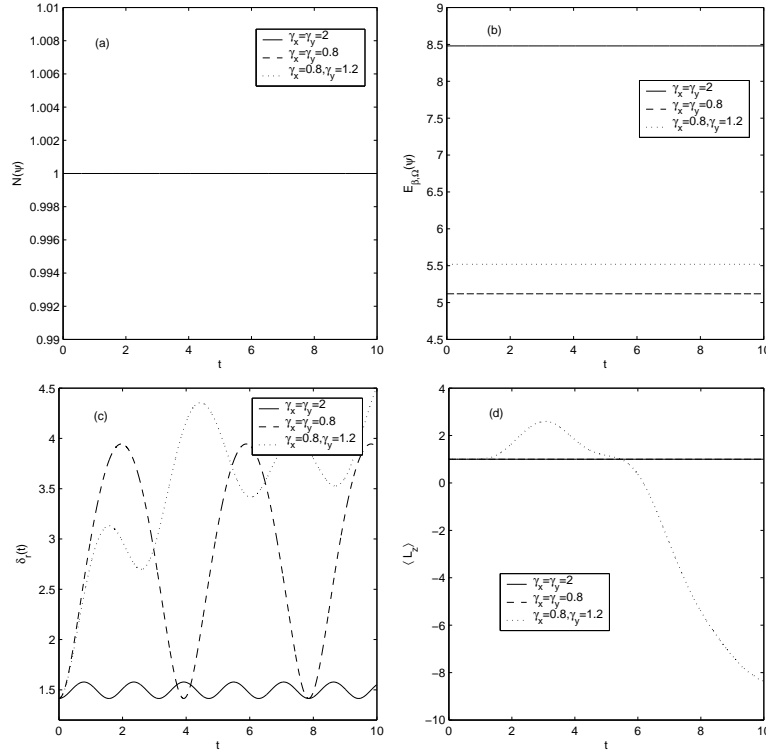 1.01
1.008
1.006
1.004
1.002
1
0.998
0.996
0.994
0.992
0.99
0 2 4 6 8 10
t
N(ψ)
(a)
γx=γy=2
γx=γy=0.8
γx=0.8,γy=1.2
9
8.5
8
7.5
7
6.5
6
5.5
5
4.5
0 2 4 6 8 10
t
Eβ,Ω(ψ)
(b)
γx=γy=2
γx=γy=0.8
γx=0.8,γy=1.2
4.5
4
3.5
3
2.5
2
1.5
0 2 4 6 8 10
t
δr(t)
(c)
γx=γy=2
γx=γy=0.8
γx=0.8,γy=1.2
4
2
0
−2
−4
−6
−8
−10
0 2 4 6 8 10
t
⟨ Lz⟩
(d)
γx=γy=2
γx=γy=0.8
γx=0.8,γy=1.2